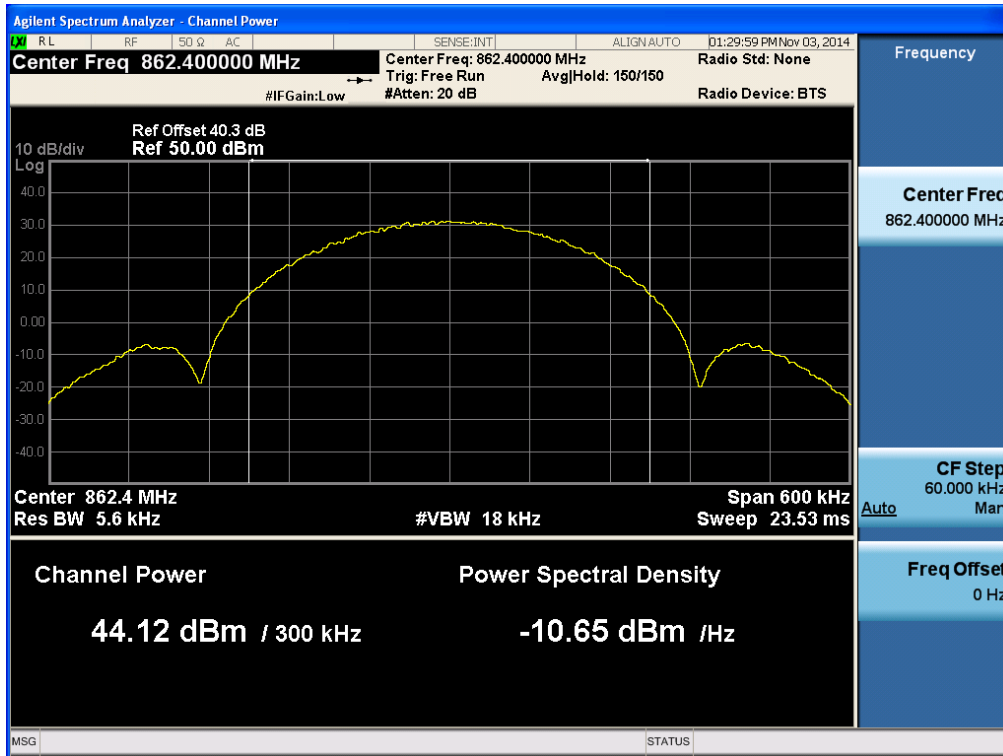 Agilent Spectrum Analyzer - Channel Power
LXI RL RF 50 Ω AC SENSE:INT ALIGN AUTO 01:29:59 PM Nov 03, 2014
Center Freq 862.400000 MHz
Center Freq: 862.400000 MHz
Radio Std: None
Trig: Free Run Avg|Hold: 150/150
#IFGain:Low
#Atten: 20 dB
Radio Device: BTS
Ref Offset 40.3 dB
10 dB/div Ref 50.00 dBm
Log
40.0
30.0
20.0
10.0
0.00
-10.0
-20.0
-30.0
-40.0
Center 862.4 MHz Span 600 kHz
Res BW 5.6 kHz #VBW 18 kHz Sweep 23.53 ms
Channel Power Power Spectral Density
44.12 dBm / 300 kHz -10.65 dBm /Hz
MSG STATUS
Frequency
Center Freq
862.400000 MHz
CF Step
60.000 kHz
Auto Man
Freq Offset
0 Hz